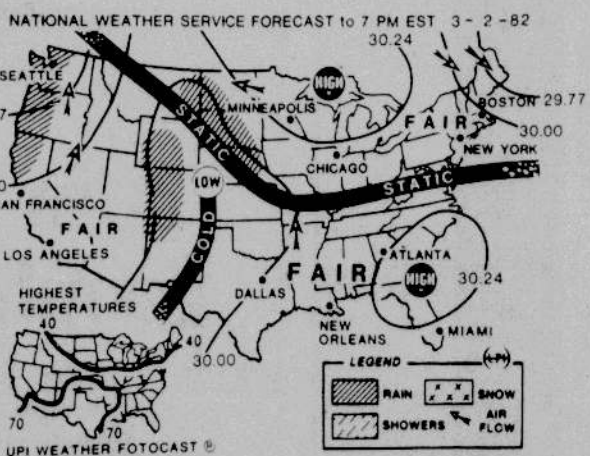 NATIONAL WEATHER SERVICE FORECAST to 7 PM EST 3 - 2 - 82
30.24
SEATTLE
HIGH
MINNEAPOLIS
BOSTON
29.77
FAIR
30.00
NEW YORK
STATIC
CHICAGO
LOW
STATIC
AN FRANCISCO
FAIR
COLD
LOS ANGELES
ATLANTA
FAIR
HIGH
30.24
DALLAS
HIGHEST
TEMPERATURES
NEW
ORLEANS
MIAMI
40
40
30.00
LEGEND
RAIN
SNOW
SHOWERS
AIR
FLOW
70
70
UPI WEATHER FOTOCAST ®